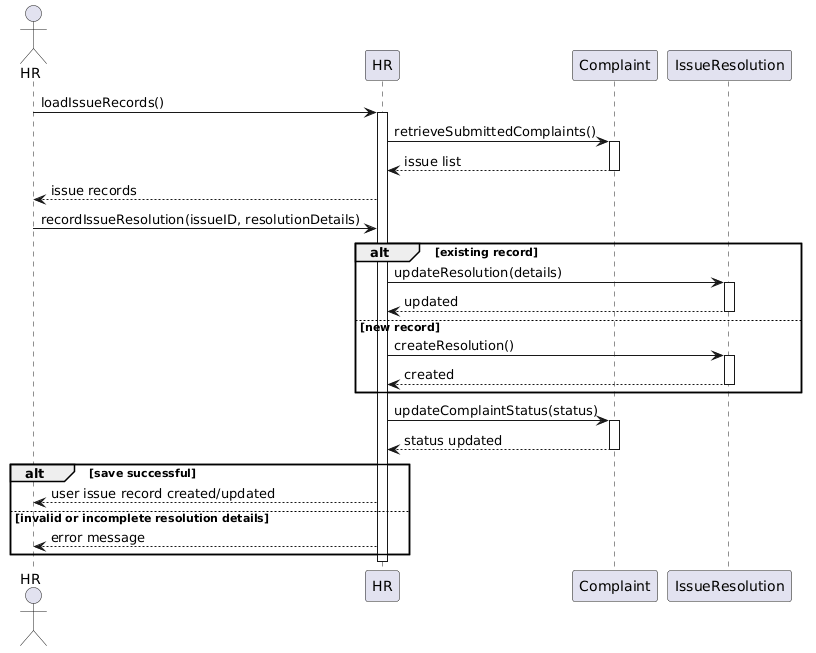 HR
HR
Complaint
IssueResolution
loadIssueRecords()
retrieveSubmittedComplaints()
issue list
issue records
recordIssueResolution(issueID, resolutionDetails)
alt
[existing record]
updateResolution(details)
updated
[new record]
createResolution()
created
updateComplaintStatus(status)
status updated
alt
[save successful]
user issue record created/updated
[invalid or incomplete resolution details]
error message
HR
HR
Complaint
IssueResolution